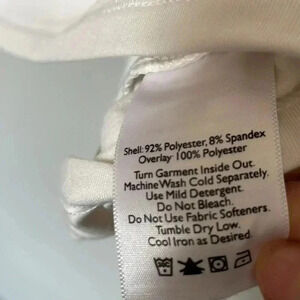 Shell: 92% Polyester, 8% Spandex
Overlay 100% Polyester
Turn Garment Inside Out.
Machine Wash Cold Separately.
Use Mild Detergent.
Do Not Bleach.
Do Not Use Fabric Softeners.
Tumble Dry Low.
Cool Iron as Desired.